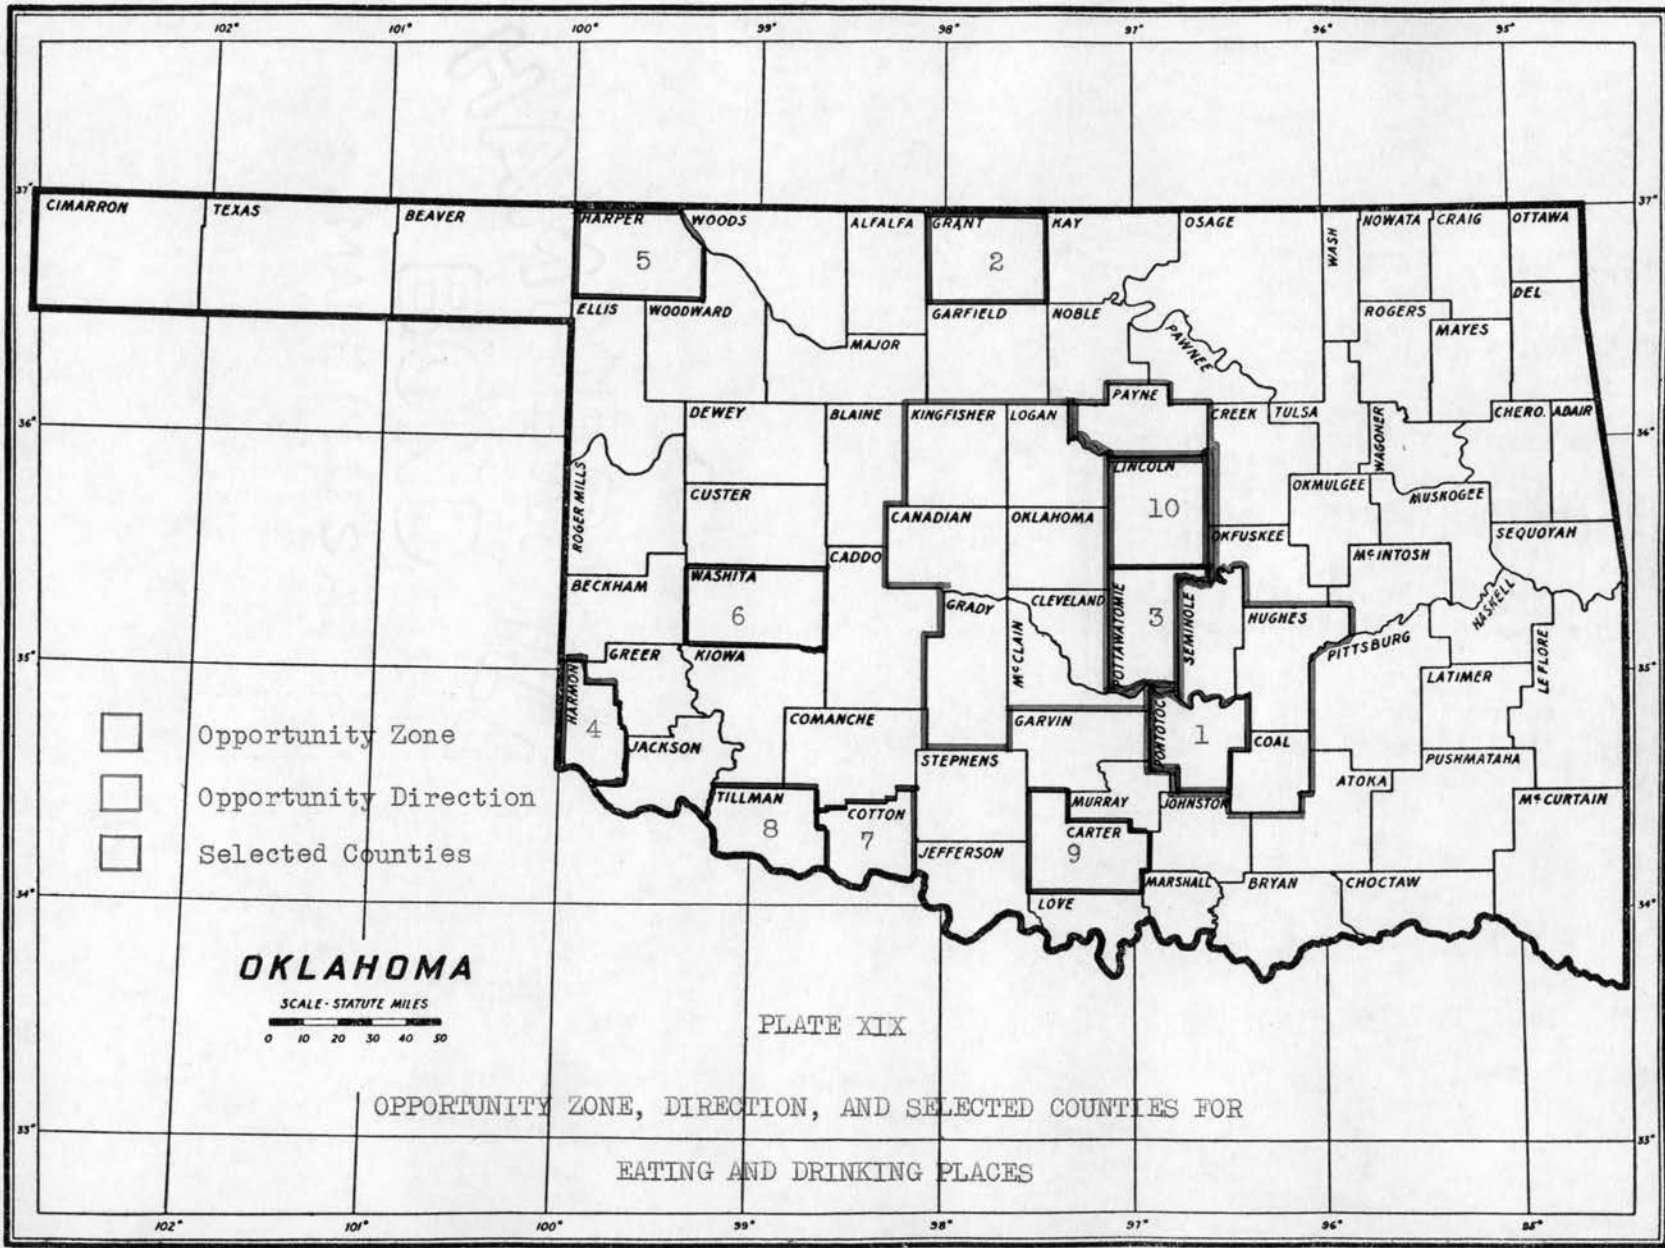 102° 101° 100° 99° 98° 97° 96° 95°
37° 37°
CIMARRON TEXAS BEAVER HARPER WOODS ALFALFA GRANT KAY OSAGE WASH NOWATA CRAIG OTTAWA
5 2
DEL
ELLIS WOODWARD GARFIELD NOBLE ROGERS
MAJOR PAWNEE MAYES
PAYNE
DEWEY BLAINE KINGFISHER LOGAN CREEK TULSA WAGONER CHERO. ADAIR
36° 36°
ROGER MILLS CUSTER LINCOLN OKMULGEE MUSKOGEE
10
CANADIAN OKLAHOMA OKFUSKEE SEQUOYAH
CADDO McINTOSH
BECKHAM WASHITA HASKELL
6 GRADY CLEVELAND POTTAWATOMIE 3 SEMINOLE HUGHES
35° GREER KIOWA McCLAIN PITTSBURG LE FLORE 35°
HARMON LATIMER
COMANCHE GARVIN PONTOTOC
Opportunity Zone 4 1
JACKSON COAL
STEPHENS ATOKA PUSHMATAHA
Opportunity Direction TILLMAN COTTON MURRAY JOHNSTON McCURTAIN
8 7 CARTER
Selected Counties JEFFERSON 9
MARSHALL BRYAN CHOCTAW
34° LOVE 34°
OKLAHOMA
SCALE - STATUTE MILES
0 10 20 30 40 50
PLATE XIX
OPPORTUNITY ZONE, DIRECTION, AND SELECTED COUNTIES FOR
33° 33°
EATING AND DRINKING PLACES
102° 101° 100° 99° 98° 97° 96° 95°